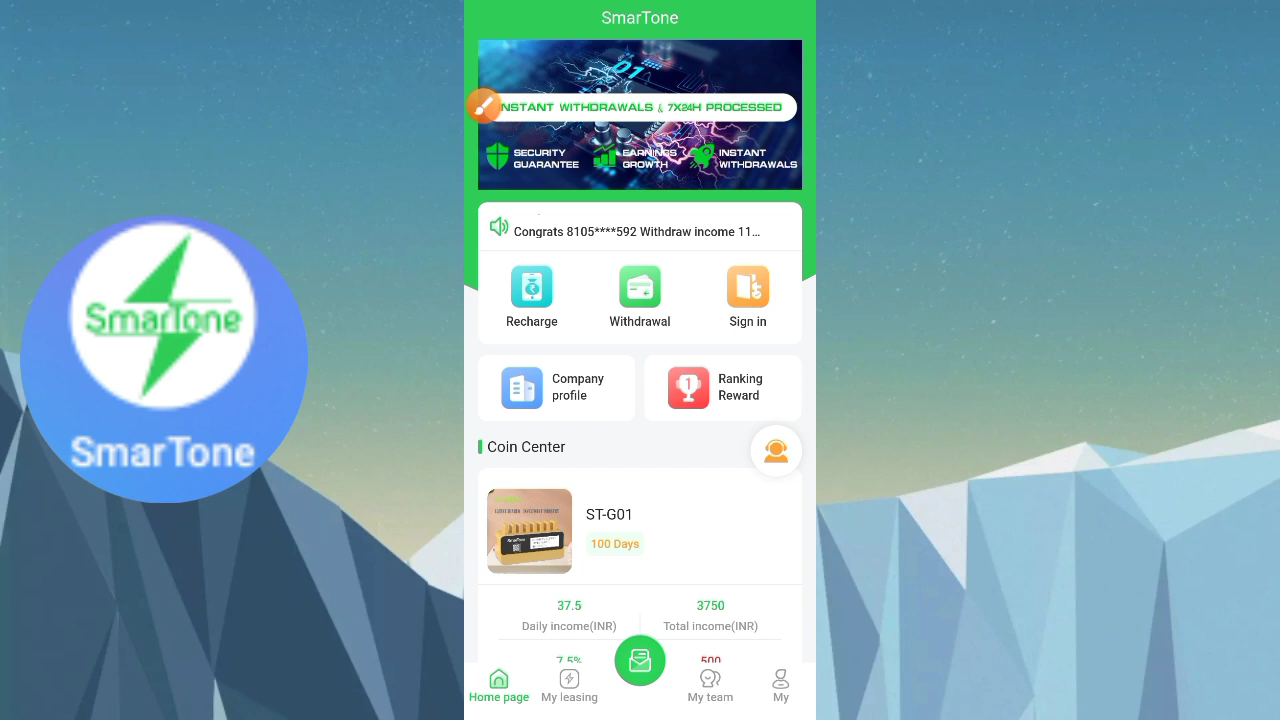 SmarTone
01
INSTANT WITHDRAWALS & 7X24H PROCESSED
SECURITY GUARANTEE
EARNINGS GROWTH
INSTANT WITHDRAWALS
Congrats 8105****592 Withdraw income 11...
Recharge
Withdrawal
Sign in
Company profile
Ranking Reward
Coin Center
ST-G01
100 Days
37.5
3750
Daily income(INR)
Total income(INR)
7.5%
500
Home page
My leasing
My team
My
SmarTone
SmarTone